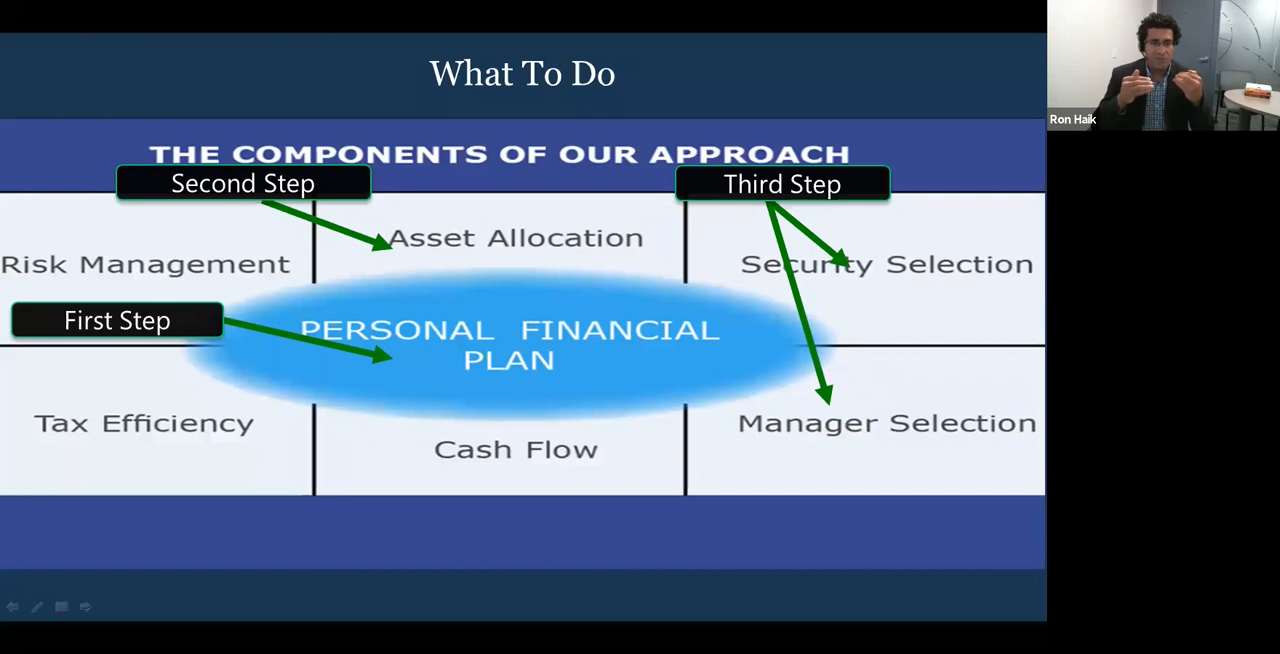 What To Do
THE COMPONENTS OF OUR APPROACH
Second Step
Third Step
Asset Allocation
Risk Management
Security Selection
First Step
PERSONAL FINANCIAL
PLAN
Tax Efficiency
Cash Flow
Manager Selection
Ron Haik